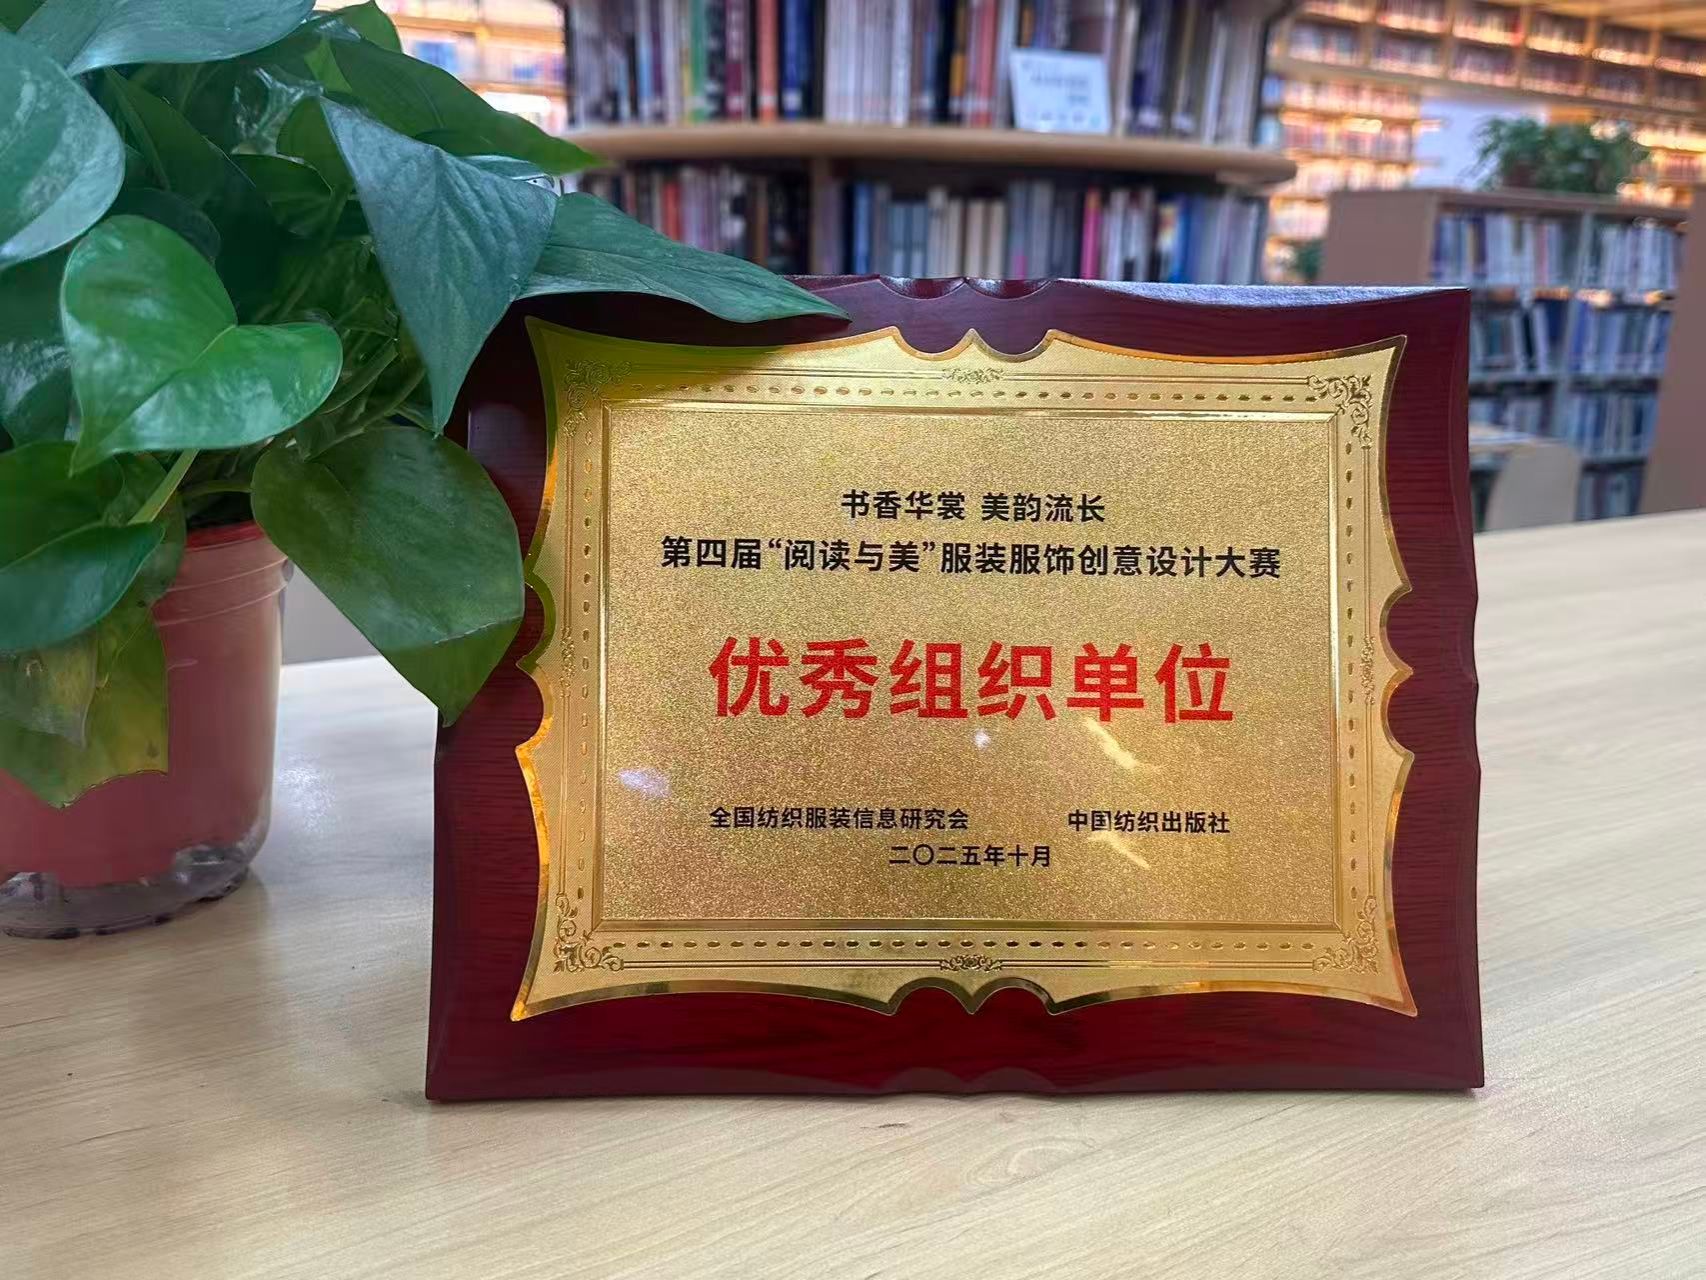 书香华裳 美韵流长
第四届“阅读与美”服装服饰创意设计大赛
优秀组织单位
全国纺织服装信息研究会 中国纺织出版社
二〇二五年十月